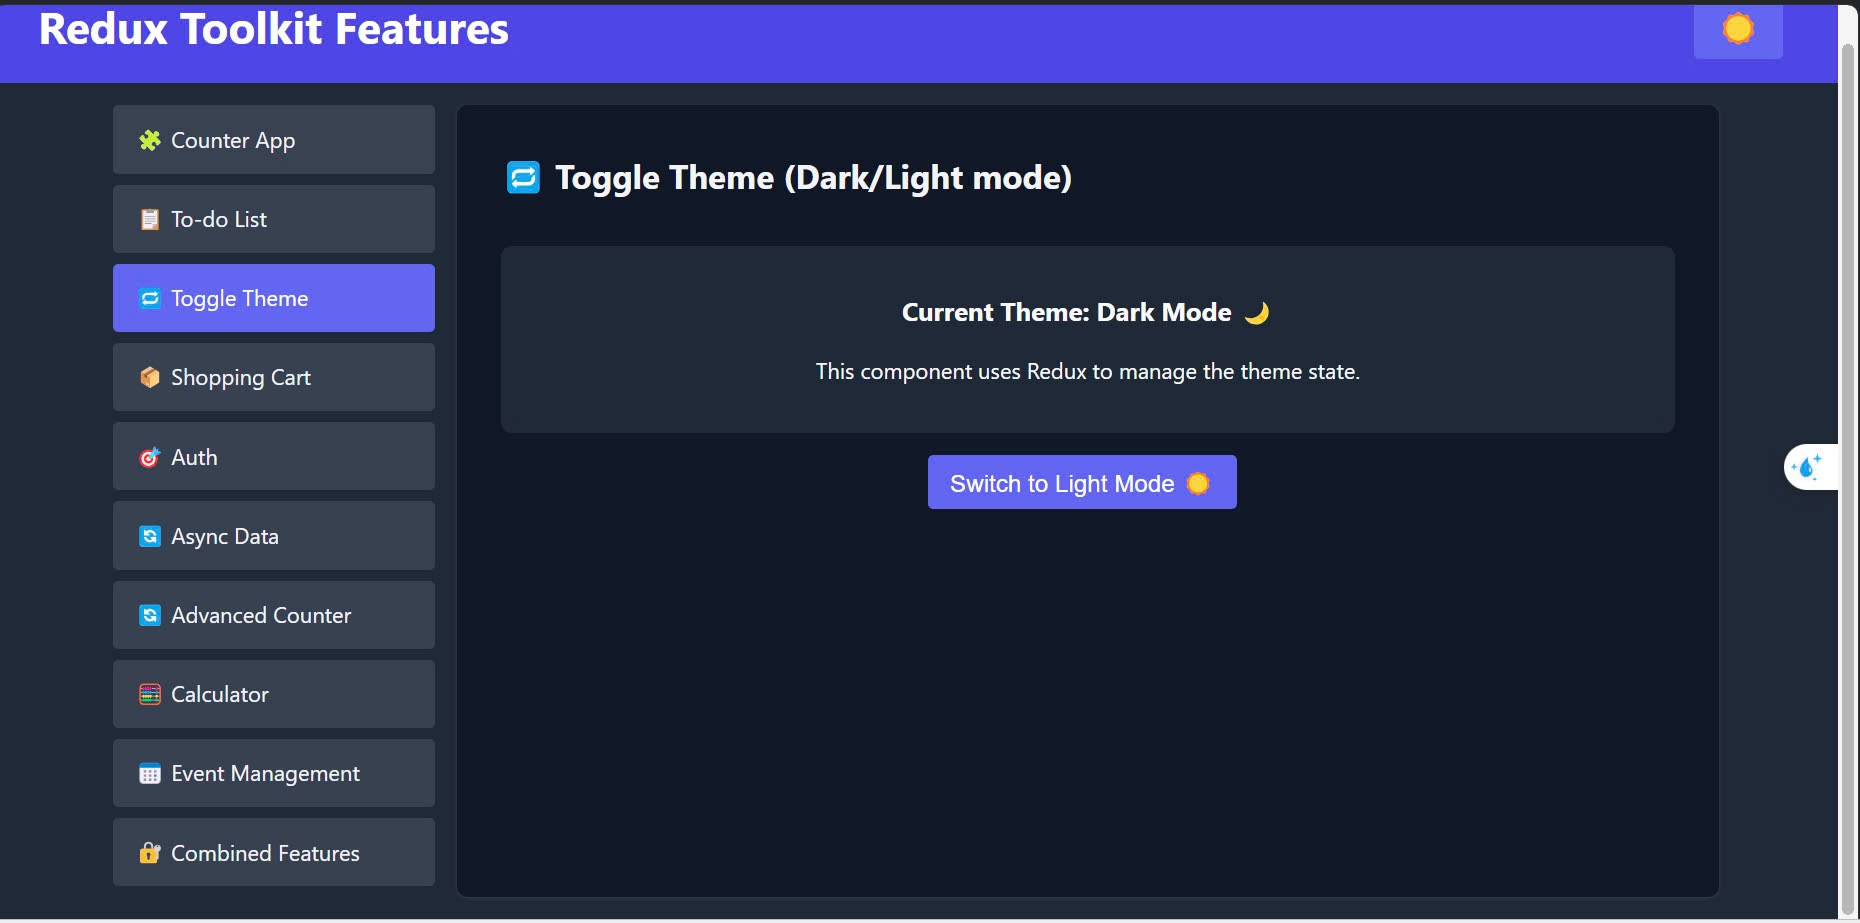 Redux Toolkit Features
Counter App
To-do List
Toggle Theme
Shopping Cart
Auth
Async Data
Advanced Counter
Calculator
Event Management
Combined Features
Toggle Theme (Dark/Light mode)
Current Theme: Dark Mode
This component uses Redux to manage the theme state.
Switch to Light Mode